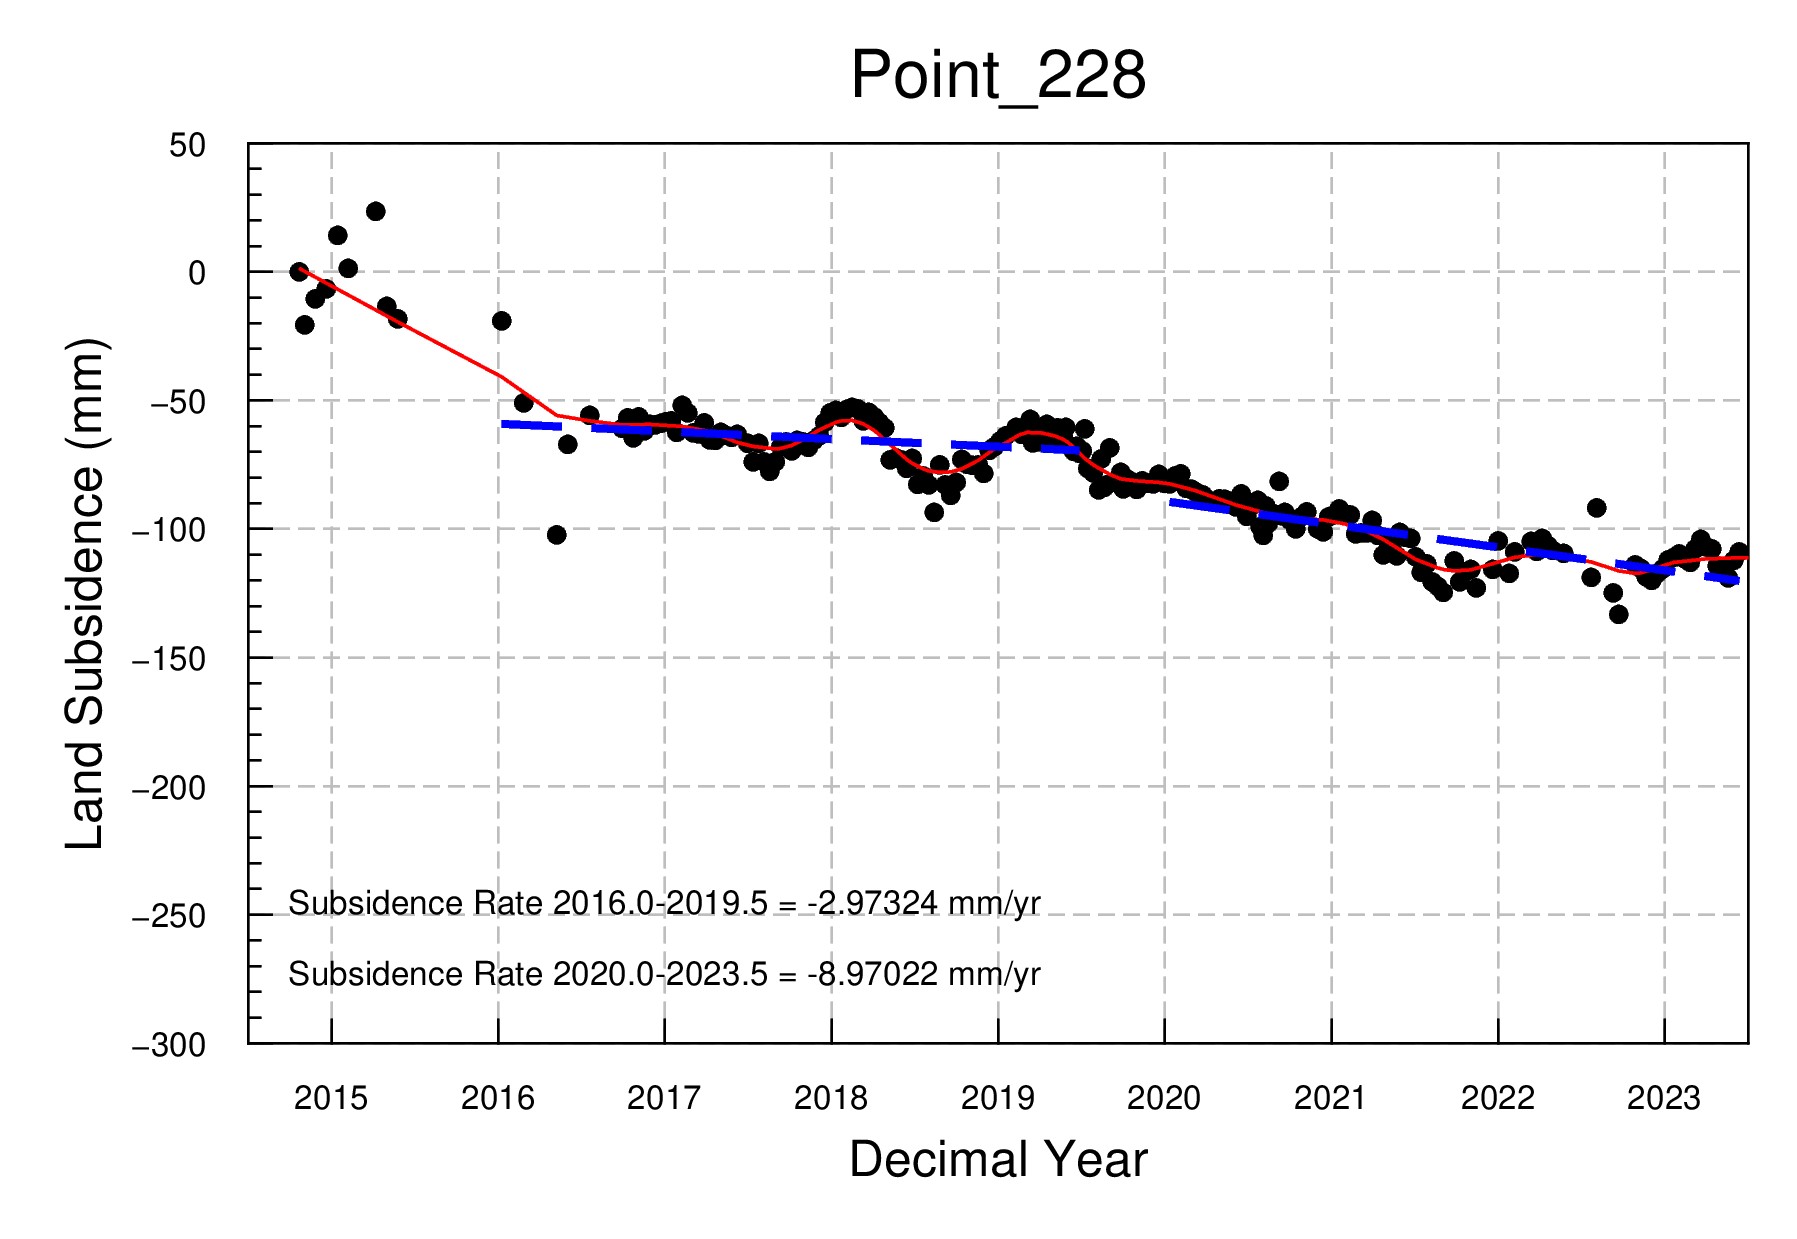 Point_228
50
0
−50
−100
−150
−200
−250
−300
Land Subsidence (mm)
Subsidence Rate 2016.0-2019.5 = -2.97324 mm/yr
Subsidence Rate 2020.0-2023.5 = -8.97022 mm/yr
2015 2016 2017 2018 2019 2020 2021 2022 2023
Decimal Year